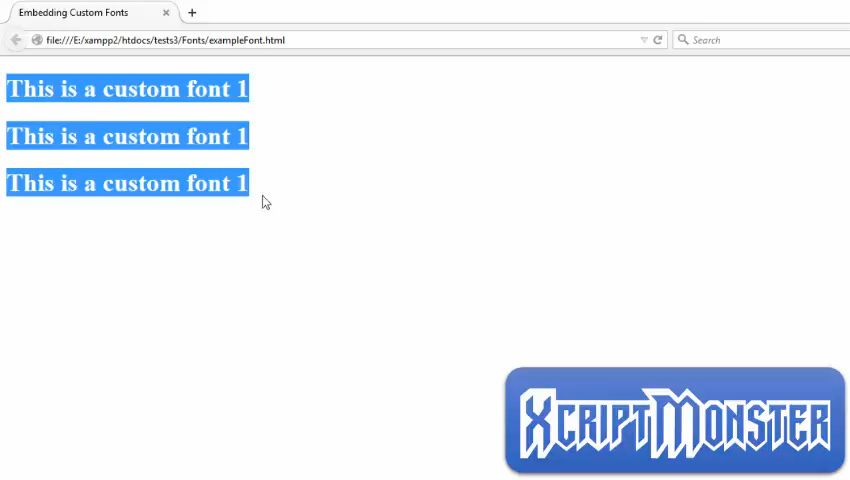 Embedding Custom Fonts
file:///E:/xampp2/htdocs/tests3/Fonts/exampleFont.html
Search
This is a custom font 1
This is a custom font 1
This is a custom font 1
XcriptMonster